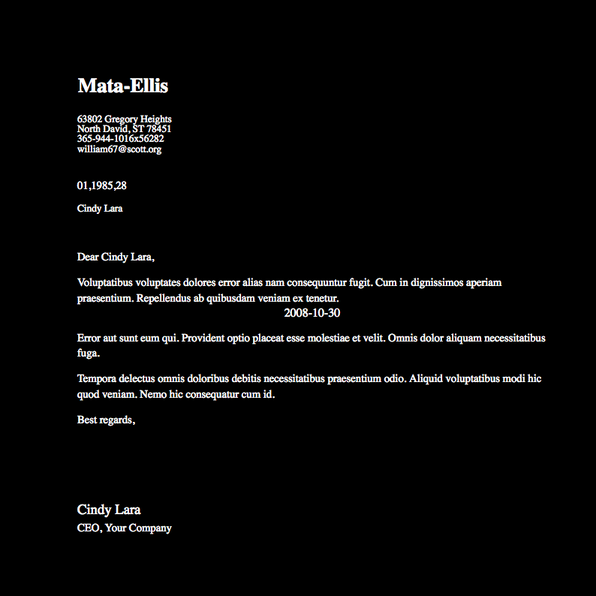 Mata-Ellis
63802 Gregory Heights
North David, ST 78451
365-944-1016x56282
william67@scott.org
01,1985,28
Cindy Lara
Dear Cindy Lara,
Voluptatibus voluptates dolores error alias nam consequuntur fugit. Cum in dignissimos aperiam
praesentium. Repellendus ab quibusdam veniam ex tenetur.
2008-10-30
Error aut sunt eum qui. Provident optio placeat esse molestiae et velit. Omnis dolor aliquam necessitatibus
fuga.
Tempora delectus omnis doloribus debitis necessitatibus praesentium odio. Aliquid voluptatibus modi hic
quod veniam. Nemo hic consequatur cum id.
Best regards,
Cindy Lara
CEO, Your Company